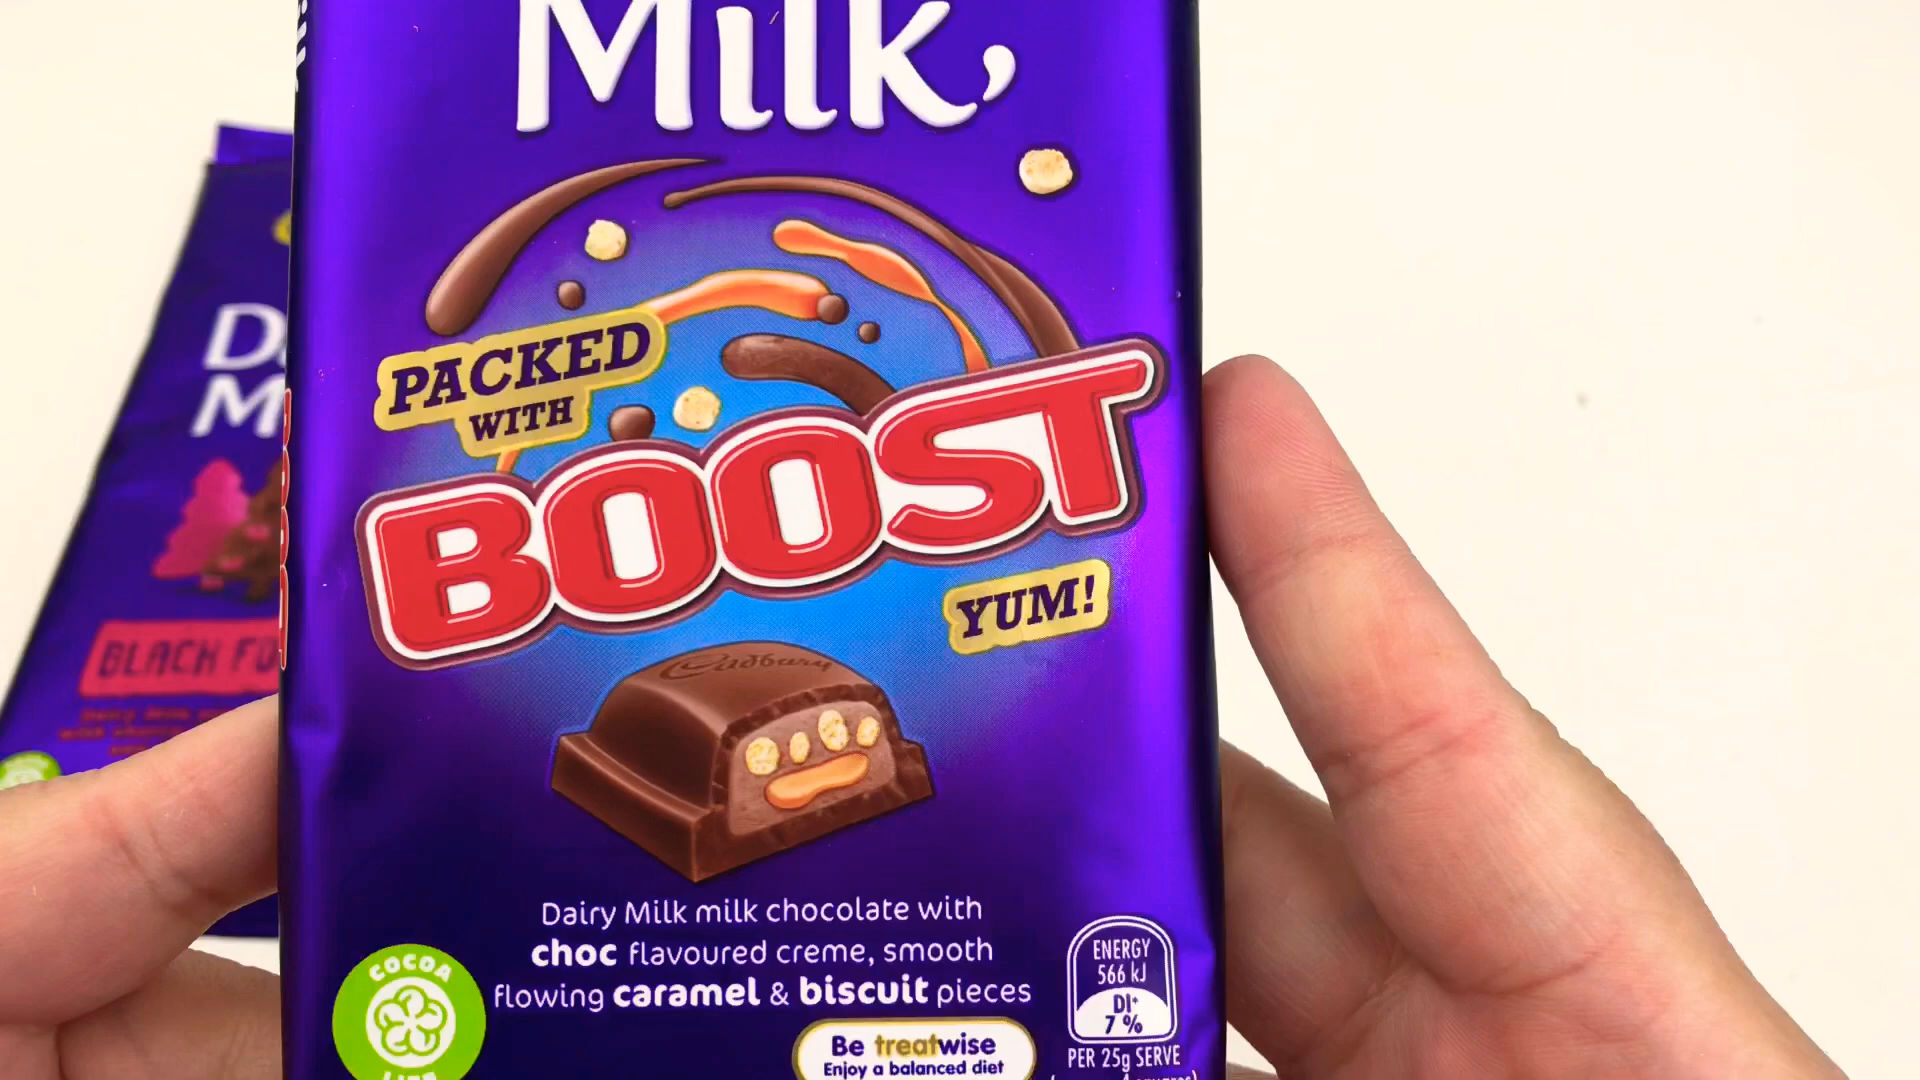 Milk,
PACKED
WITH
BOOST
YUM!
Cadbury
Dairy Milk milk chocolate with
choc flavoured creme, smooth
flowing caramel & biscuit pieces
COCOA
LIFE
Be treatwise
Enjoy a balanced diet
ENERGY
566 kJ
DI*
7 %
PER 25g SERVE
D
M
BLACK FO